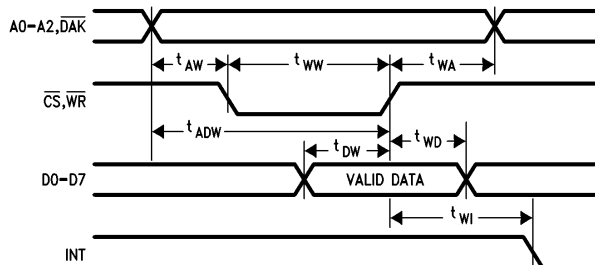 A0-A2,DAK
tAW
tWW
tWA
CS,WR
tADW
tDW
tWD
D0-D7
VALID DATA
tWI
INT